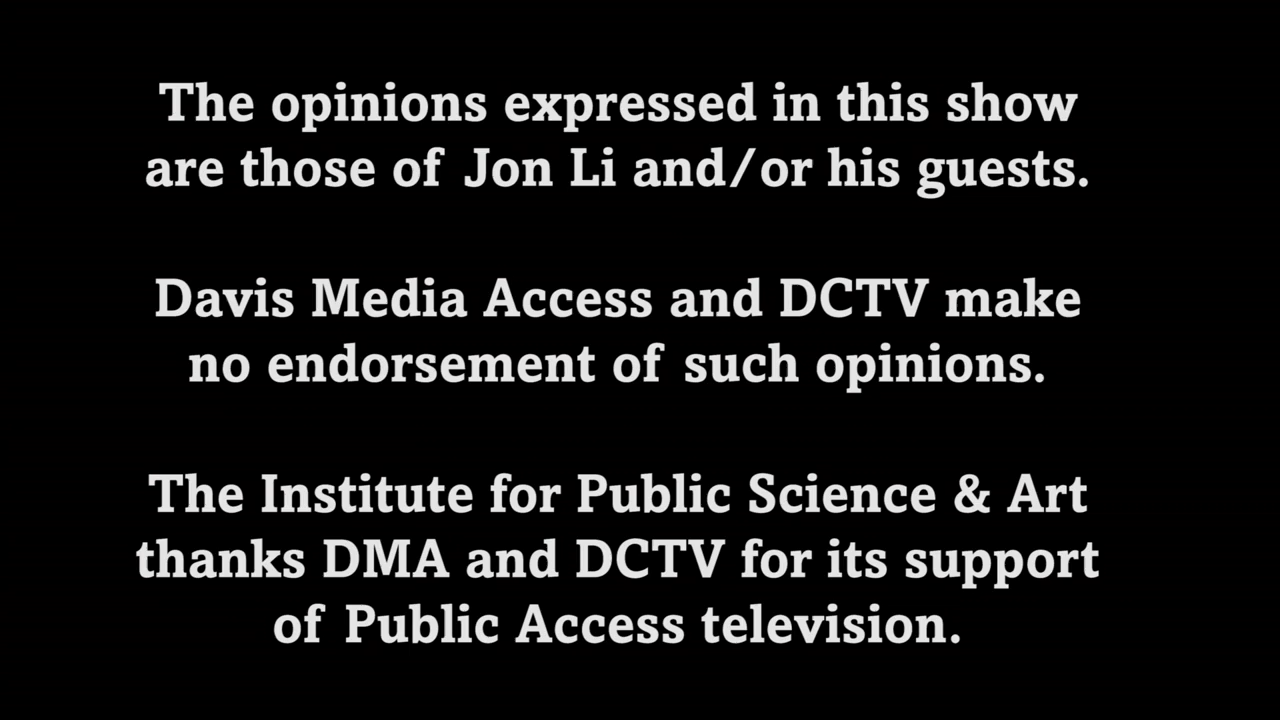 The opinions expressed in this show
are those of Jon Li and/or his guests.
Davis Media Access and DCTV make
no endorsement of such opinions.
The Institute for Public Science & Art
thanks DMA and DCTV for its support
of Public Access television.